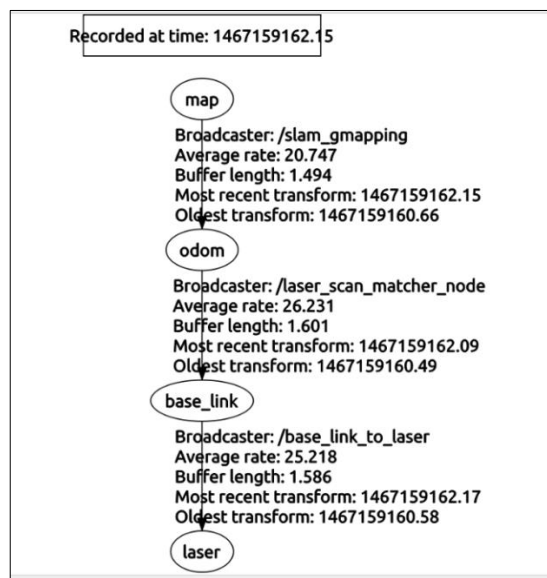 Recorded at time: 1467159162.15
map
Broadcaster: /slam_gmapping
Average rate: 20.747
Buffer length: 1.494
Most recent transform: 1467159162.15
Oldest transform: 1467159160.66
odom
Broadcaster: /laser_scan_matcher_node
Average rate: 26.231
Buffer length: 1.601
Most recent transform: 1467159162.09
Oldest transform: 1467159160.49
base_link
Broadcaster: /base_link_to_laser
Average rate: 25.218
Buffer length: 1.586
Most recent transform: 1467159162.17
Oldest transform: 1467159160.58
laser